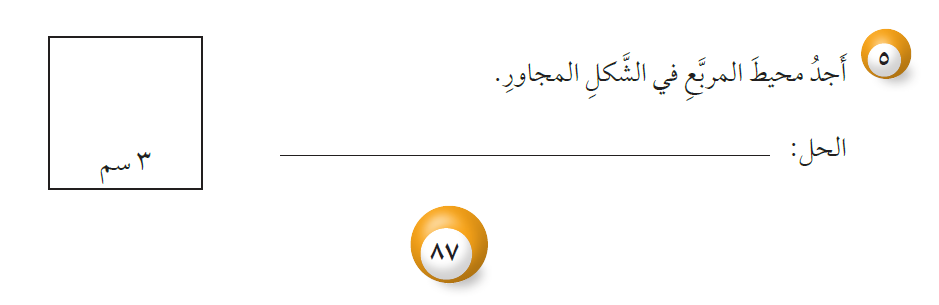 ٥
أَجدُ محيطَ المربَّعِ في الشَّكلِ المجاورِ.
الحل:
٣ سم
٨٧